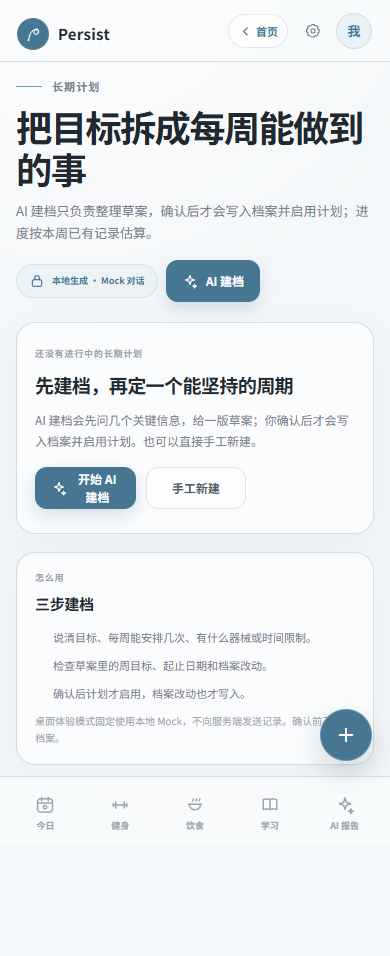 Persist
首页
我
长期计划
把目标拆成每周能做到
的事
AI 建档只负责整理草案，确认后才会写入档案并启用计划；进
度按本周已有记录估算。
本地生成 · Mock 对话
AI 建档
还没有进行中的长期计划
先建档，再定一个能坚持的周期
AI 建档会先问几个关键信息，给一版草案；你确认后才会写
入档案并启用计划。也可以直接手工新建。
开始 AI
建档
手工新建
怎么用
三步建档
说清目标、每周能安排几次、有什么器械或时间限制。
检查草案里的周目标、起止日期和档案改动。
确认后计划才启用，档案改动也才写入。
桌面体验模式固定使用本地 Mock，不向服务端发送记录。确认前
档案。
今日
健身
饮食
学习
AI 报告